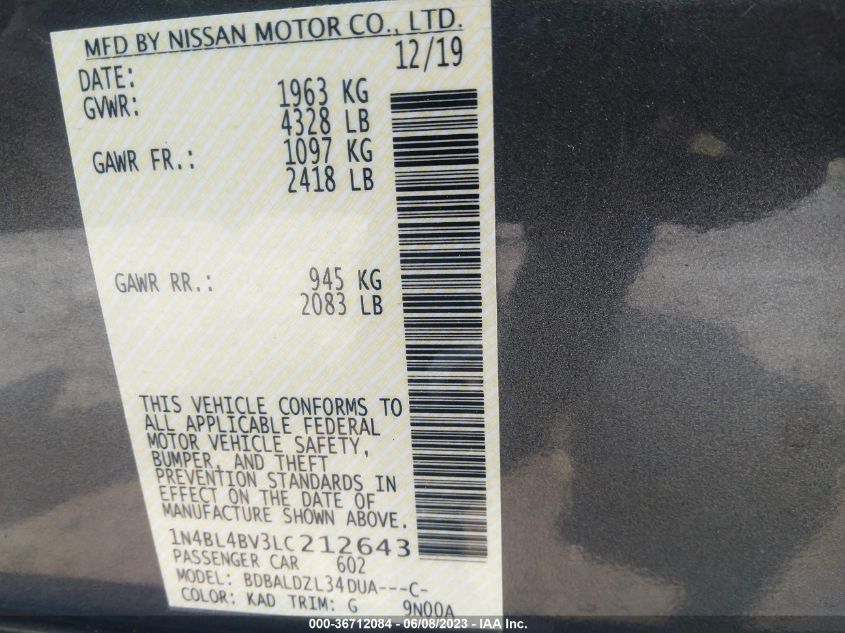 MFD BY NISSAN MOTOR CO., LTD.
DATE: 12/19
GVWR: 1963 KG
4328 LB
GAWR FR.: 1097 KG
2418 LB
GAWR RR.: 945 KG
2083 LB
THIS VEHICLE CONFORMS TO
ALL APPLICABLE FEDERAL
MOTOR VEHICLE SAFETY,
BUMPER, AND THEFT
PREVENTION STANDARDS IN
EFFECT ON THE DATE OF
MANUFACTURE SHOWN ABOVE.
1N4BL4BV3LC212643
PASSENGER CAR 602
MODEL: BDBALDZL34DUA---C-
COLOR: KAD TRIM: G 9N00A
000-36712084 - 06/08/2023 - IAA Inc.